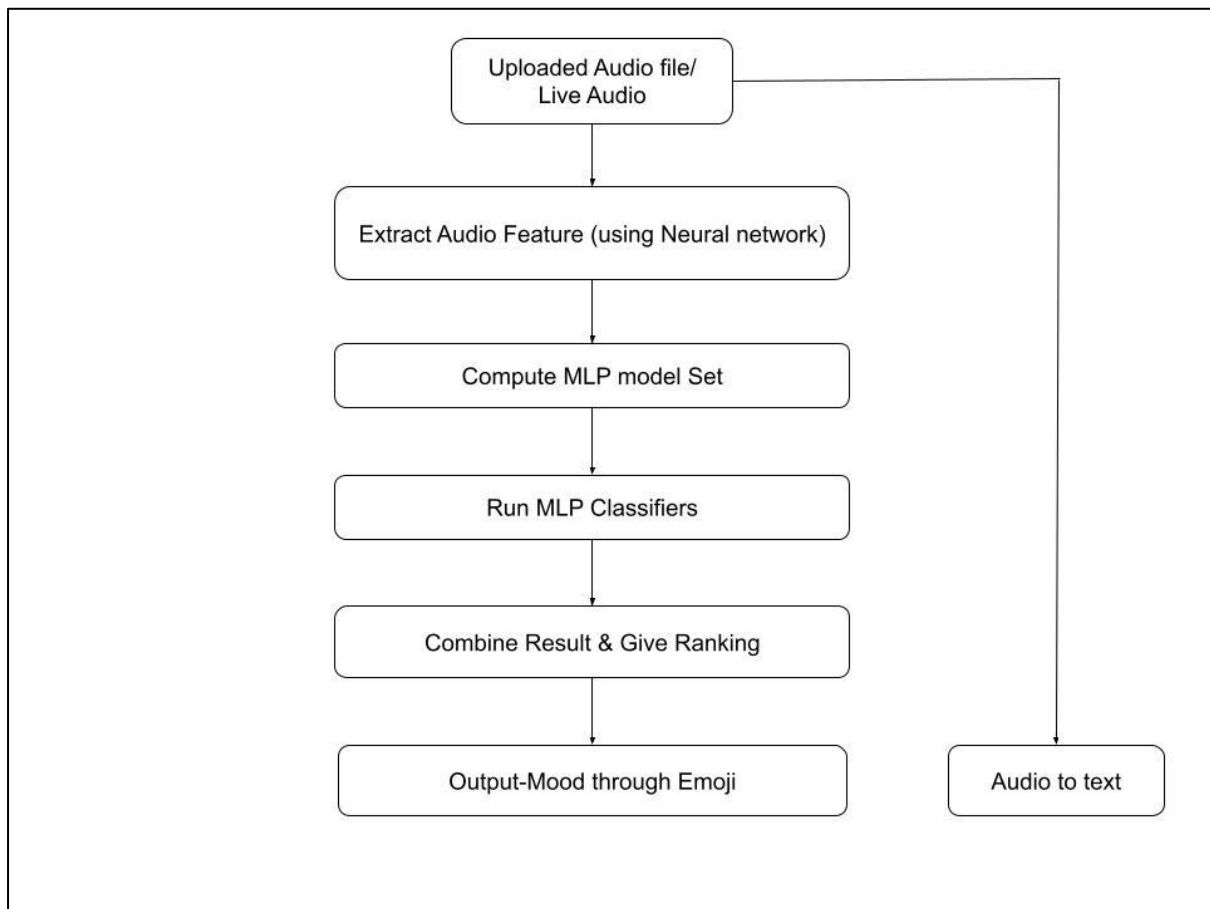 Uploaded Audio file/
Live Audio
Extract Audio Feature (using Neural network)
Compute MLP model Set
Run MLP Classifiers
Combine Result & Give Ranking
Output-Mood through Emoji
Audio to text